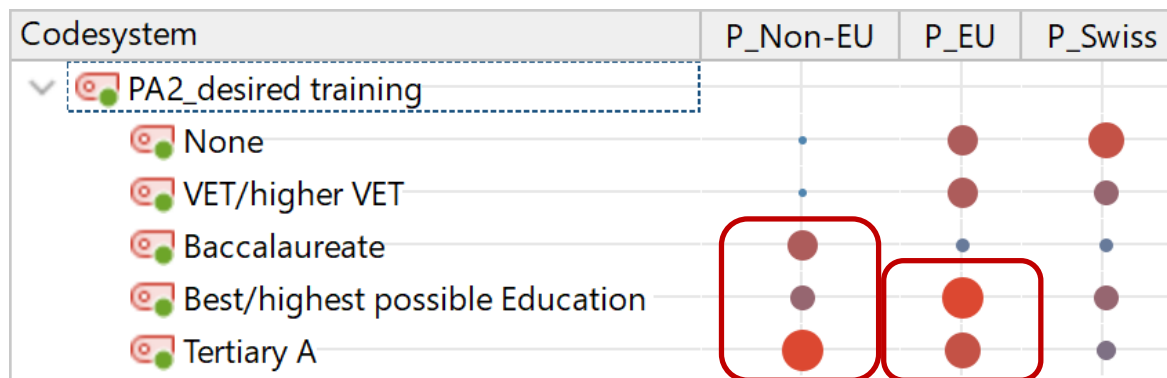 Codesystem P_Non-EU P_EU P_Swiss
PA2_desired training
None
VET/higher VET
Baccalaureate
Best/highest possible Education
Tertiary A